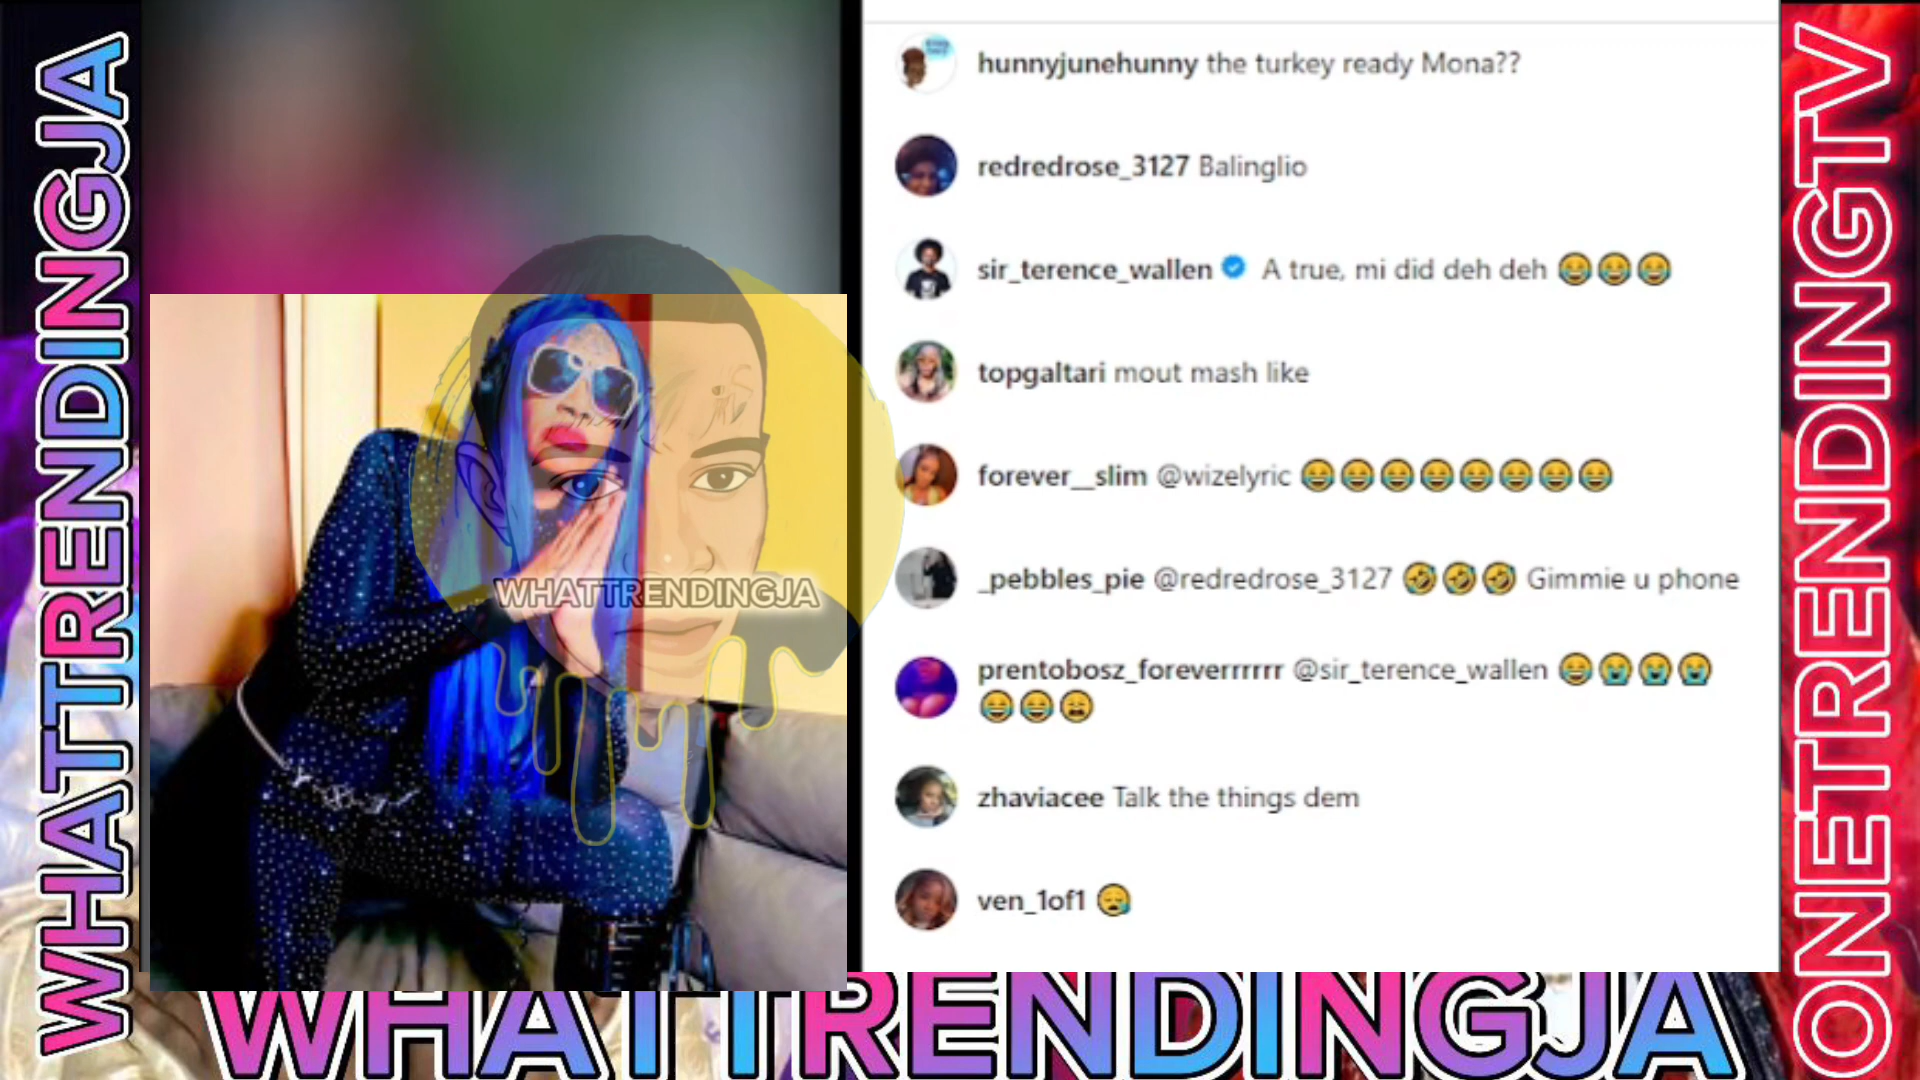 WHATTRENDINGJA
hunnyjunehunny the turkey ready Mona??
redredrose_3127 Balinglio
sir_terence_wallen A true, mi did deh deh 😂😂😂
topgaltari mout mash like
forever__slim @wizelyric 😂😂😂😂😂😂😂😂
_pebbles_pie @redredrose_3127 🤣🤣🤣 Gimmie u phone
prentobosz_foreverrrrrr @sir_terence_wallen 😂😭😭😭
😂😂😩
zhaviacee Talk the things dem
ven_1of1 😪
WHATTRENDINGJA
ONETRENDINGTV
WHATTRENDINGJA